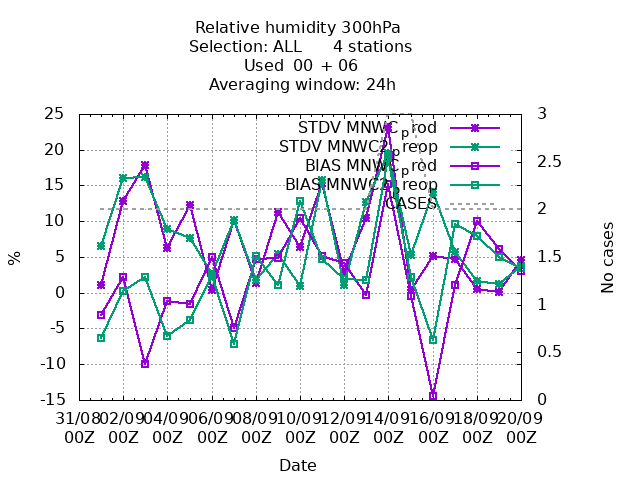 Relative humidity 300hPa
Selection: ALL 4 stations
Used 00 + 06
Averaging window: 24h
25
20
15
10
5
0
-5
-10
-15
3
2.5
2
1.5
1
0.5
0
STDV MNWC_prod
STDV MNWC2_preop
BIAS MNWC_prod
BIAS MNWC2_preop
CASES
%
No cases
31/08 02/09 04/09 06/09 08/09 10/09 12/09 14/09 16/09 18/09 20/09
00Z 00Z 00Z 00Z 00Z 00Z 00Z 00Z 00Z 00Z 00Z
Date